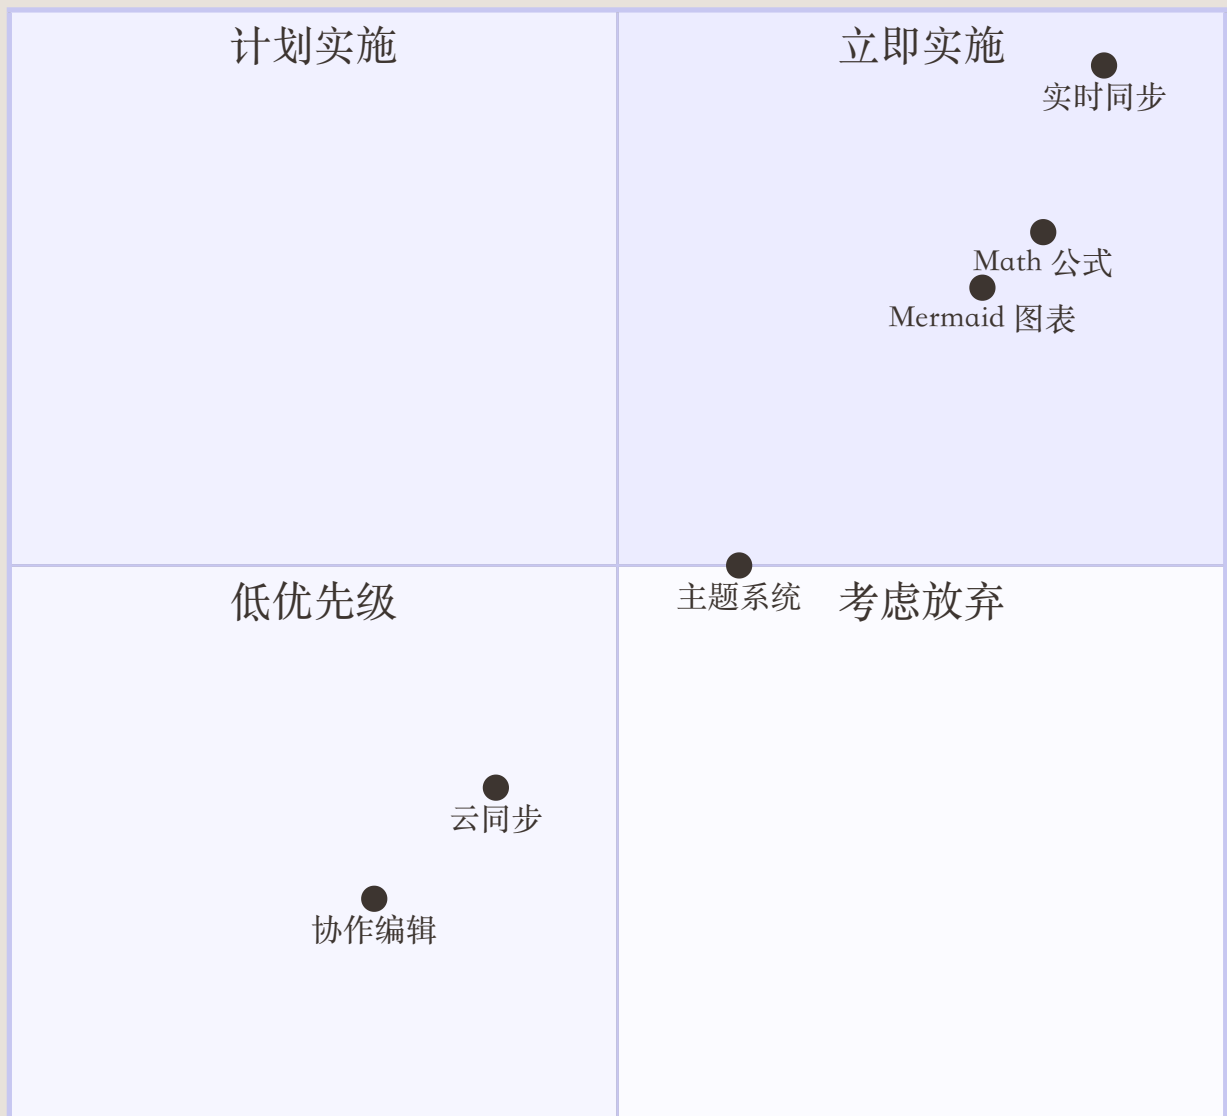 计划实施
立即实施
实时同步
Math 公式
Mermaid 图表
低优先级
主题系统
考虑放弃
云同步
协作编辑